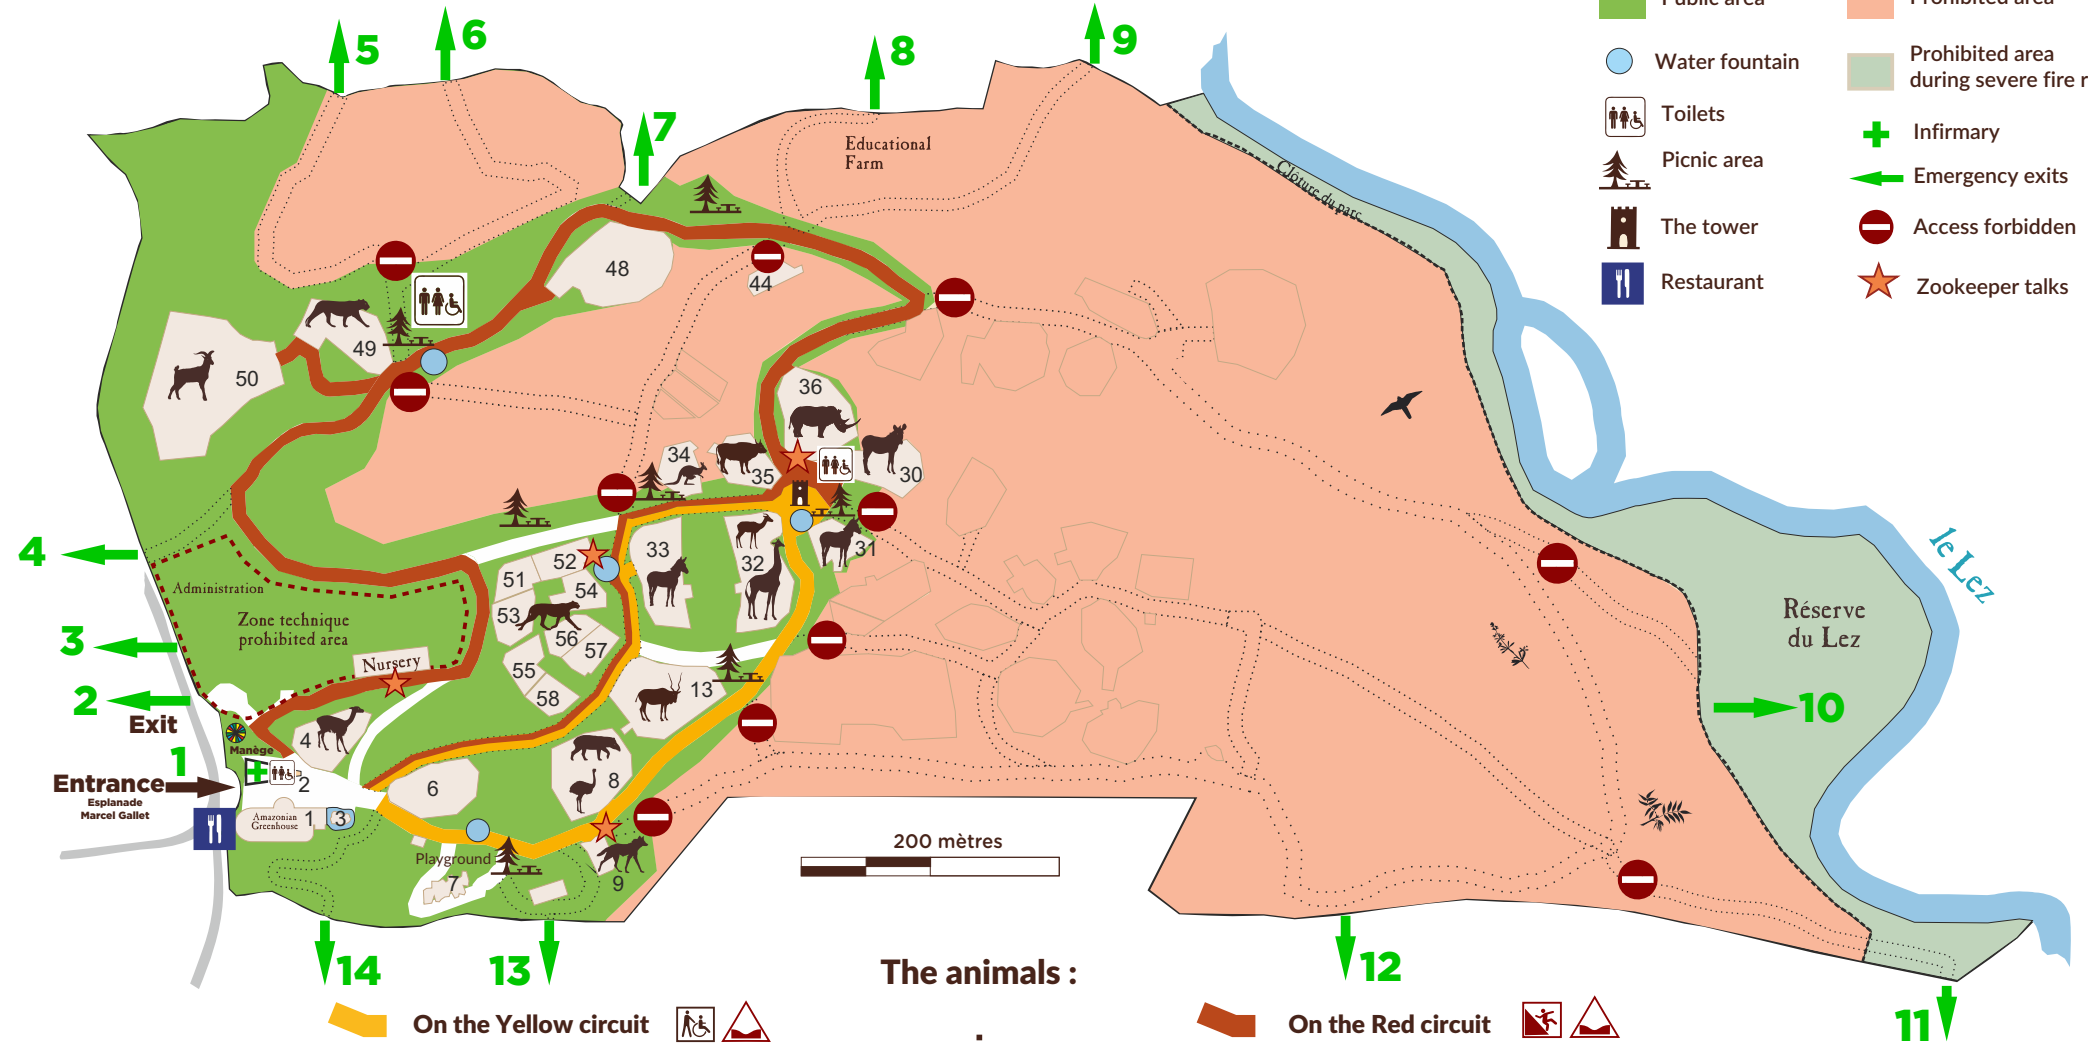 Public area
Prohibited area
Water fountain
Prohibited area
during severe fire r
Toilets
Infirmary
Picnic area
Emergency exits
The tower
Access forbidden
Restaurant
Zookeeper talks
5
6
7
8
9
Educational
Farm
Clôture du parc
48
44
49
50
36
34
35
30
33
32
31
51
52
53
54
56
57
55
58
13
4
Administration
Zone technique
prohibited area
Nursery
3
2
Exit
1
Manège
4
2
Entrance
Esplanade
Marcel Gallet
Amazonian
Greenhouse
1
3
6
8
Playground
7
9
200 mètres
le Lez
Réserve
du Lez
10
14
13
12
11
The animals :
On the Yellow circuit
On the Red circuit